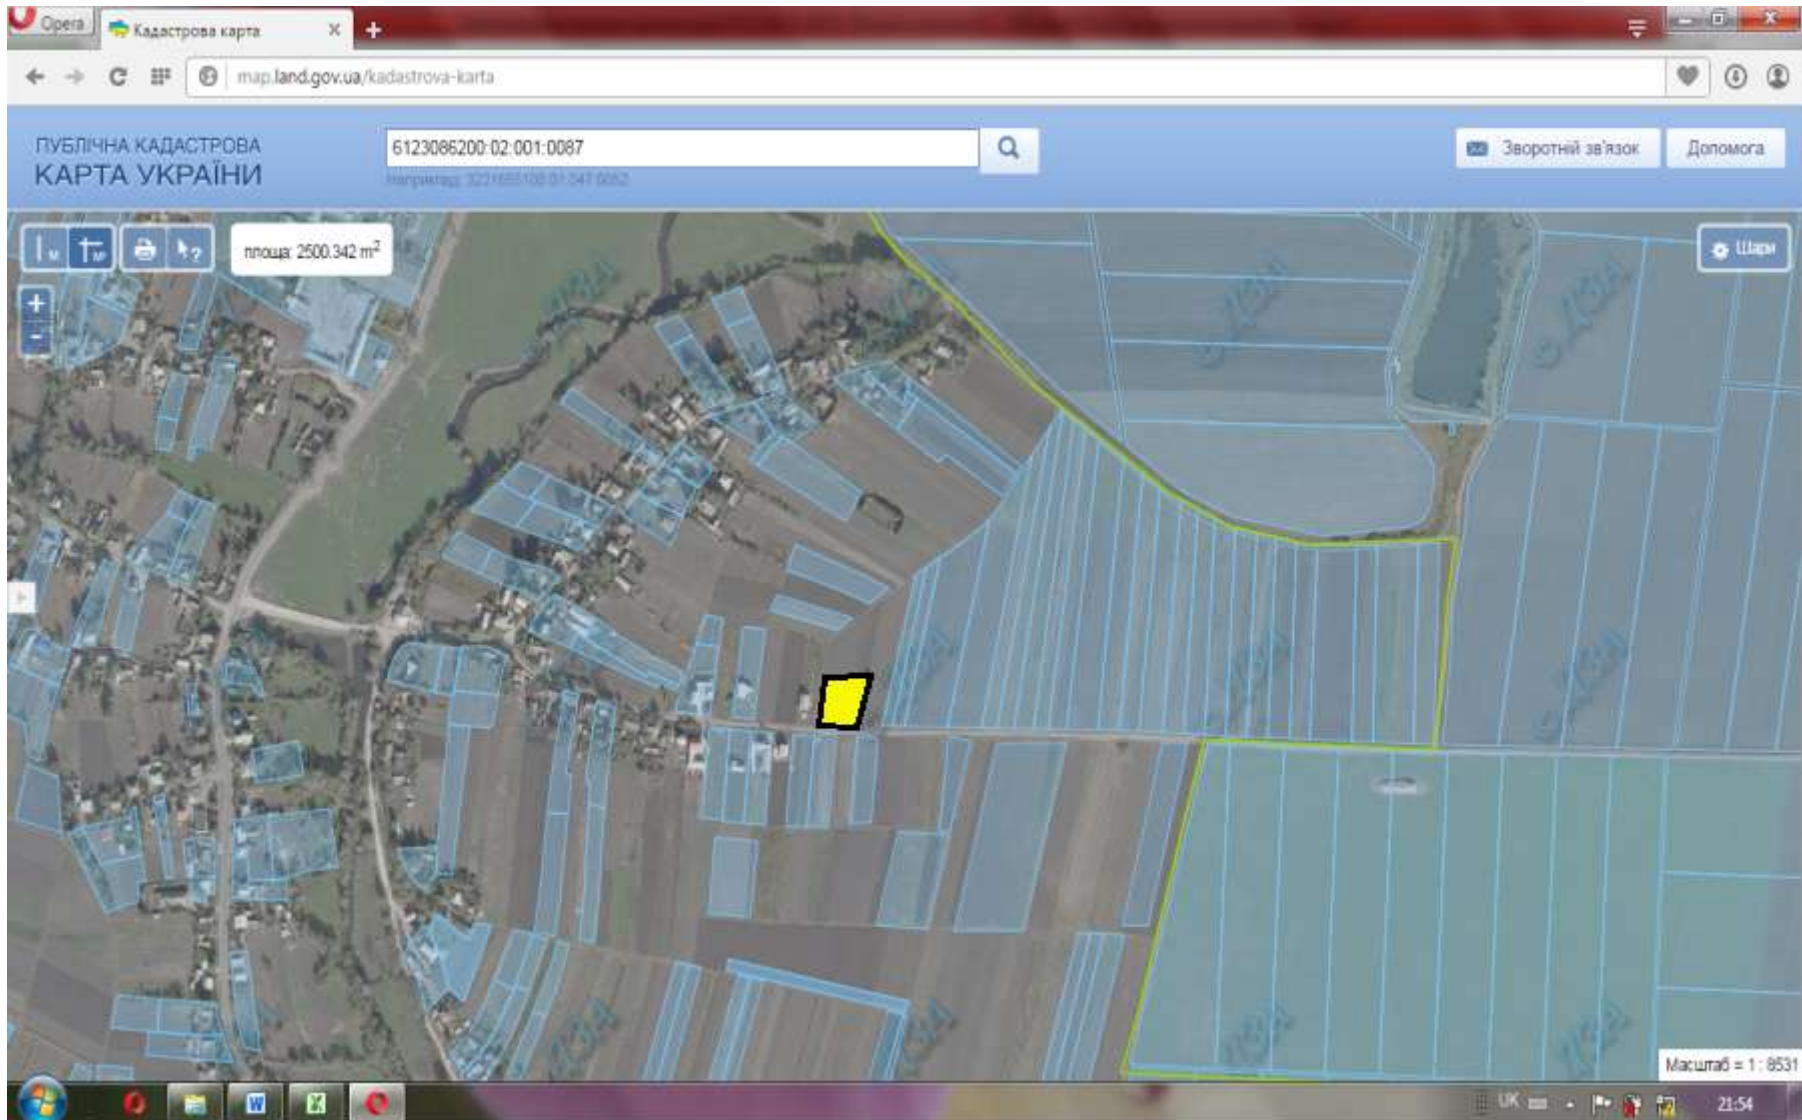 Opera
Кадастрова карта
map.land.gov.ua/kadastrova-karta
ПУБЛІЧНА КАДАСТРОВА
КАРТА УКРАЇНИ
6123086200:02:001:0087
Зворотній зв'язок
Допомога
площа: 2500.342 m²
Шари
Масштаб = 1 : 8531
UK
21:54